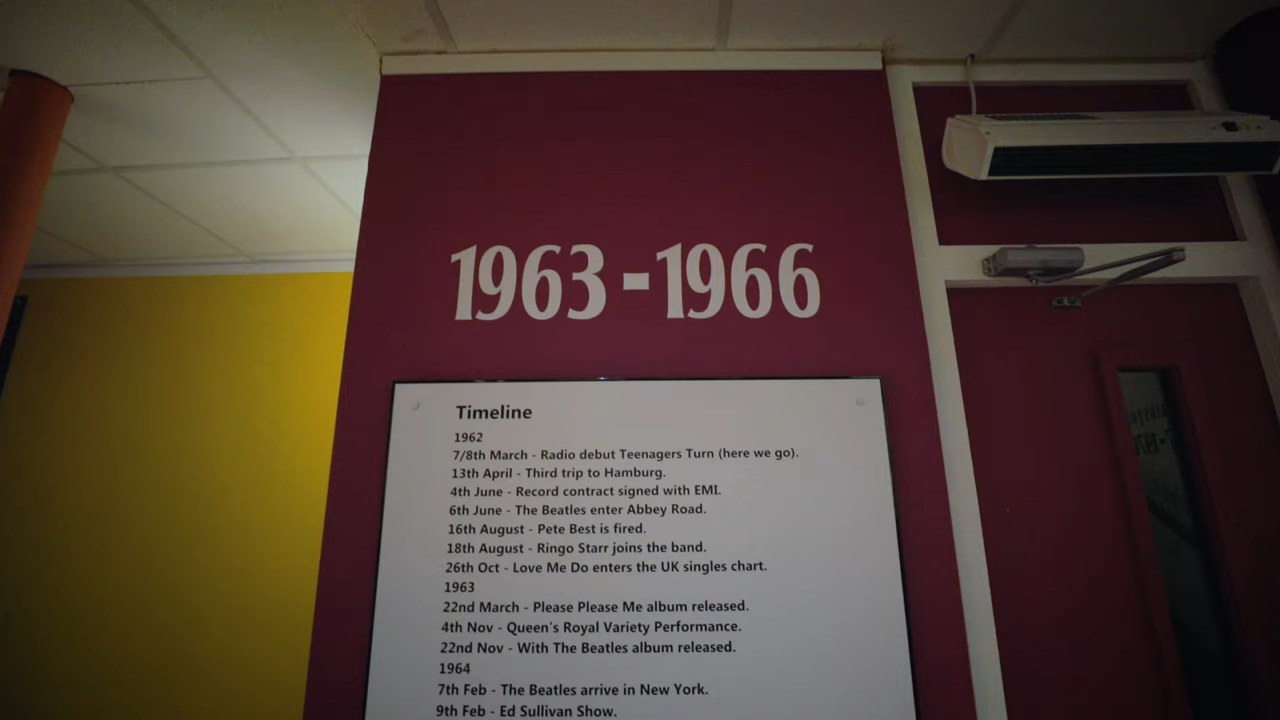 1963-1966
Timeline
1962
7/8th March - Radio debut Teenagers Turn (here we go).
13th April - Third trip to Hamburg.
4th June - Record contract signed with EMI.
6th June - The Beatles enter Abbey Road.
16th August - Pete Best is fired.
18th August - Ringo Starr joins the band.
26th Oct - Love Me Do enters the UK singles chart.
1963
22nd March - Please Please Me album released.
4th Nov - Queen's Royal Variety Performance.
22nd Nov - With The Beatles album released.
1964
7th Feb - The Beatles arrive in New York.
9th Feb - Ed Sullivan Show.